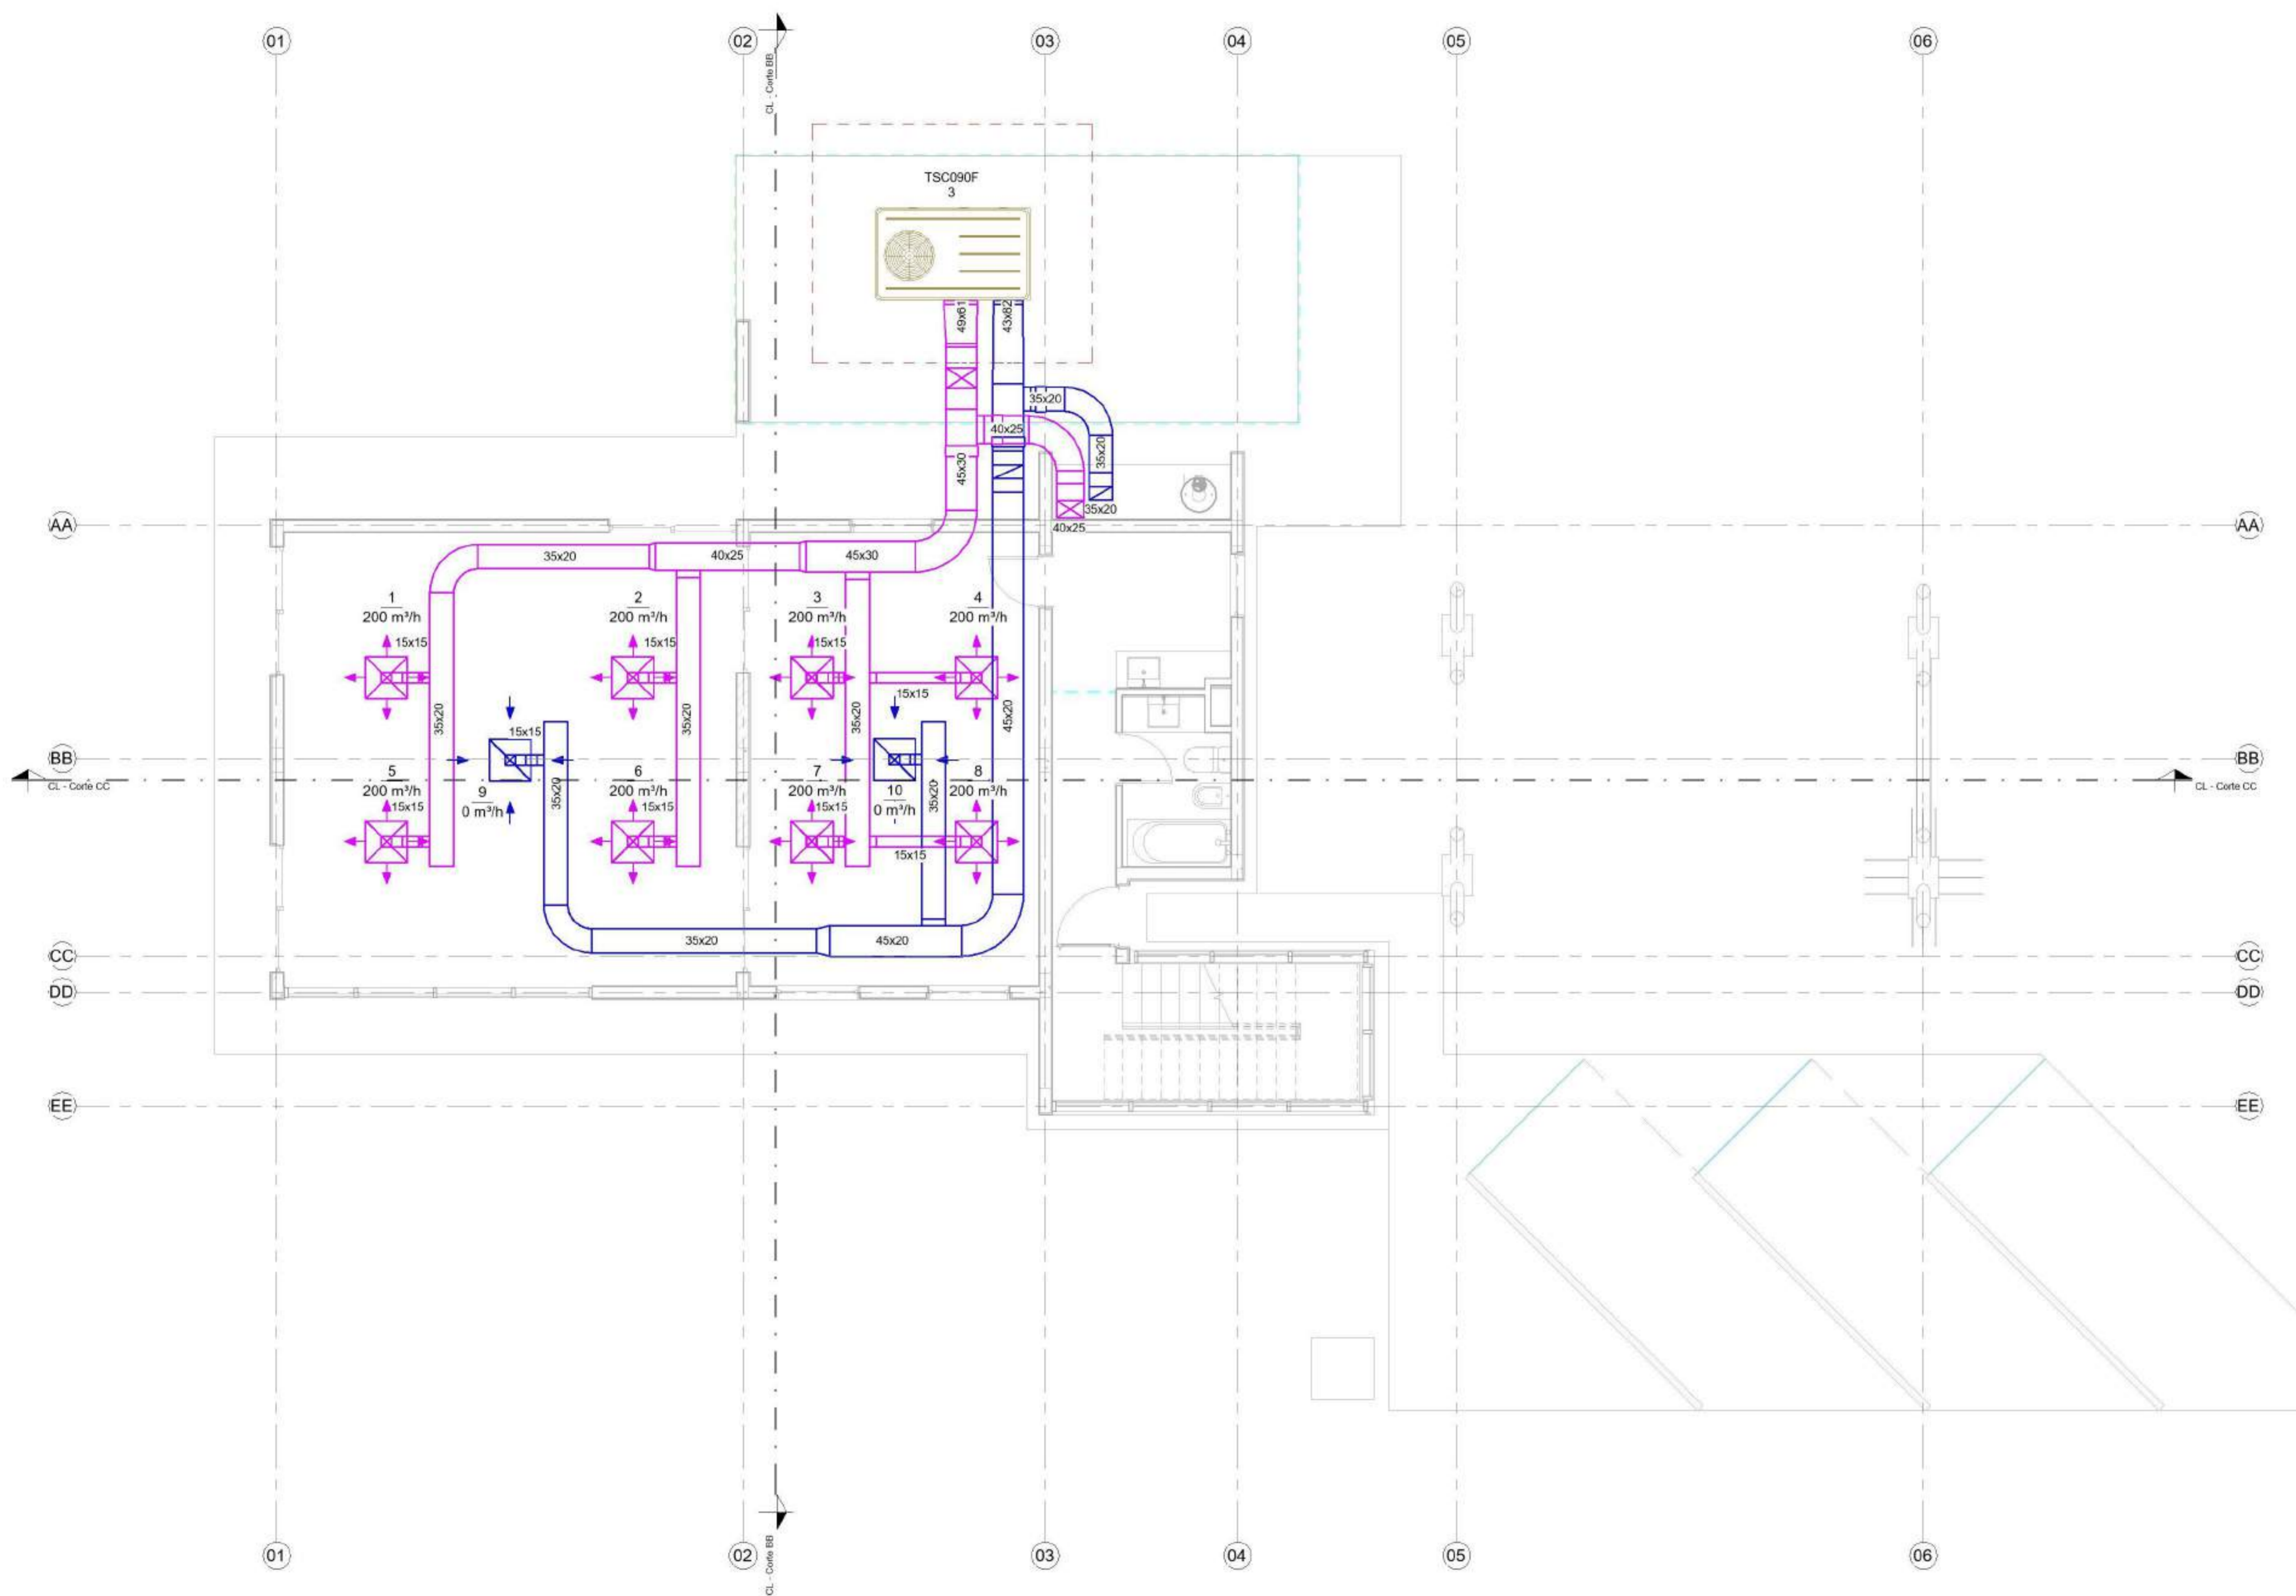 01
02
03
04
05
06
CL - Corte BB
TSC090F
3
49x61
43x82
35x20
40x25
35x20
45x30
35x20
40x25
AA
AA
35x20
40x25
45x30
1
200 m³/h
2
200 m³/h
3
200 m³/h
4
200 m³/h
15x15
15x15
15x15
15x15
35x20
35x20
35x20
45x20
15x15
BB
BB
CL - Corte CC
CL - Corte CC
5
200 m³/h
15x15
9
0 m³/h
35x20
6
200 m³/h
15x15
7
200 m³/h
15x15
10
0 m³/h
35x20
8
200 m³/h
15x15
35x20
45x20
CC
CC
DD
DD
EE
EE
CL - Corte BB
01
02
03
04
05
06